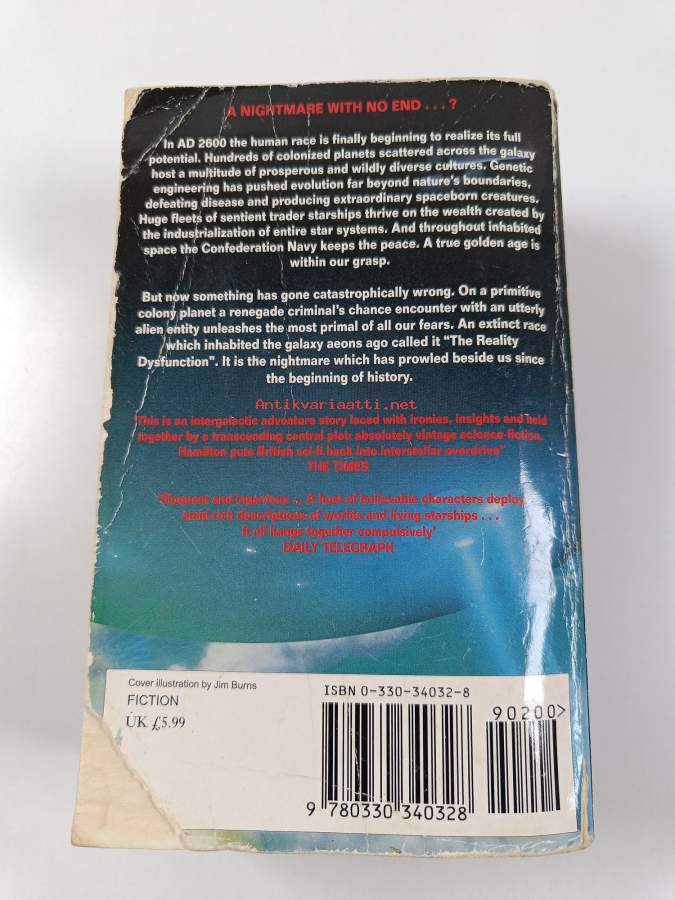 A NIGHTMARE WITH NO END . . . ?
In AD 2600 the human race is finally beginning to realize its full
potential. Hundreds of colonized planets scattered across the galaxy
host a multitude of prosperous and wildly diverse cultures. Genetic
engineering has pushed evolution far beyond nature's boundaries,
defeating disease and producing extraordinary spaceborn creatures.
Huge fleets of sentient trader starships thrive on the wealth created by
the industrialization of entire star systems. And throughout inhabited
space the Confederation Navy keeps the peace. A true golden age is
within our grasp.
But now something has gone catastrophically wrong. On a primitive
colony planet a renegade criminal's chance encounter with an utterly
alien entity unleashes the most primal of all our fears. An extinct race
which inhabited the galaxy aeons ago called it "The Reality
Dysfunction". It is the nightmare which has prowled beside us since
the beginning of history.
Antikvariaatti.net
'This is an intergalactic adventure story laced with ironies, insights and held
together by a transcending central plot: absolutely vintage science-fiction.
Hamilton puts British sci-fi back into interstellar overdrive'
THE TIMES
'Eloquent and ingenious... A host of believable characters deploy
amid rich descriptions of worlds and living starships . . .
It all hangs together compulsively'
DAILY TELEGRAPH
Cover illustration by Jim Burns
FICTION
UK £5.99
ISBN 0-330-34032-8
90200>
9 780330 340328